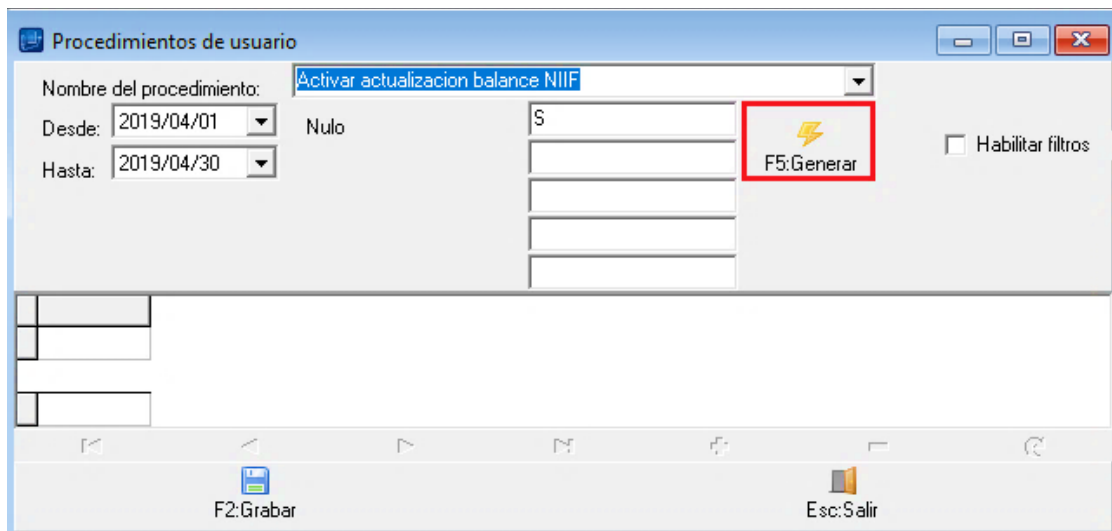 Procedimientos de usuario
Nombre del procedimiento: Activar actualizacion balance NIIF
Desde: 2019/04/01 Nulo S
Hasta: 2019/04/30
F5:Generar
Habilitar filtros
F2:Grabar Esc:Salir